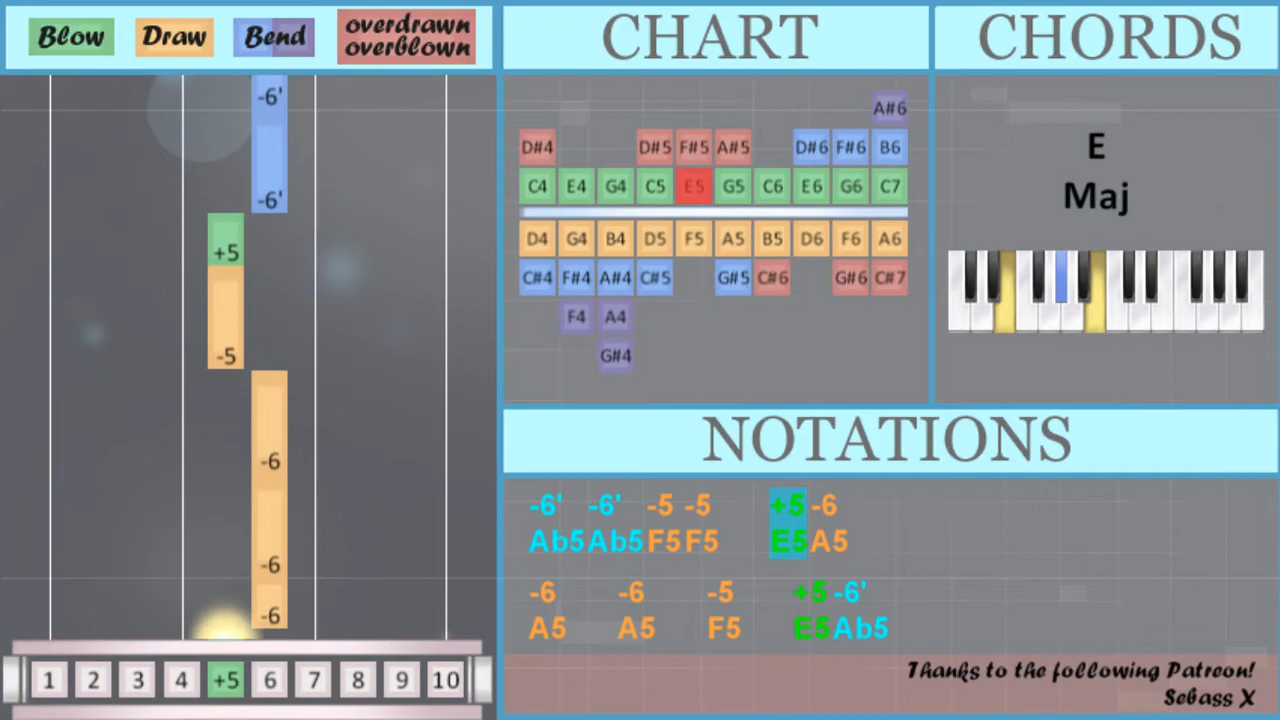 Blow Draw Bend overdrawn
overblown
CHART
CHORDS
-6'
-6'
+5
-5
-6
-6
-6
1 2 3 4 +5 6 7 8 9 10
A#6
D#4 D#5 F#5 A#5 D#6 F#6 B6
C4 E4 G4 C5 E5 G5 C6 E6 G6 C7
D4 G4 B4 D5 F5 A5 B5 D6 F6 A6
C#4 F#4 A#4 C#5 G#5 C#6 G#6 C#7
F4 A4
G#4
E
Maj
NOTATIONS
-6' -6' -5 -5 +5 -6
Ab5 Ab5 F5 F5 E5 A5
-6 -6 -5 +5 -6'
A5 A5 F5 E5 Ab5
Thanks to the following Patreon!
Sebass X